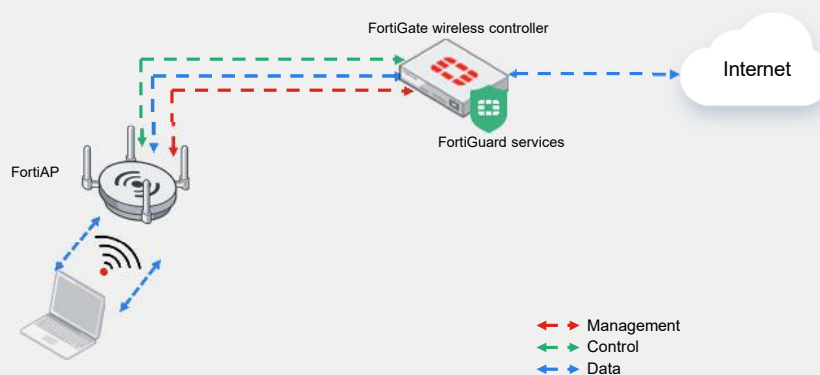 FortiGate wireless controller
Internet
FortiGuard services
FortiAP
Management
Control
Data